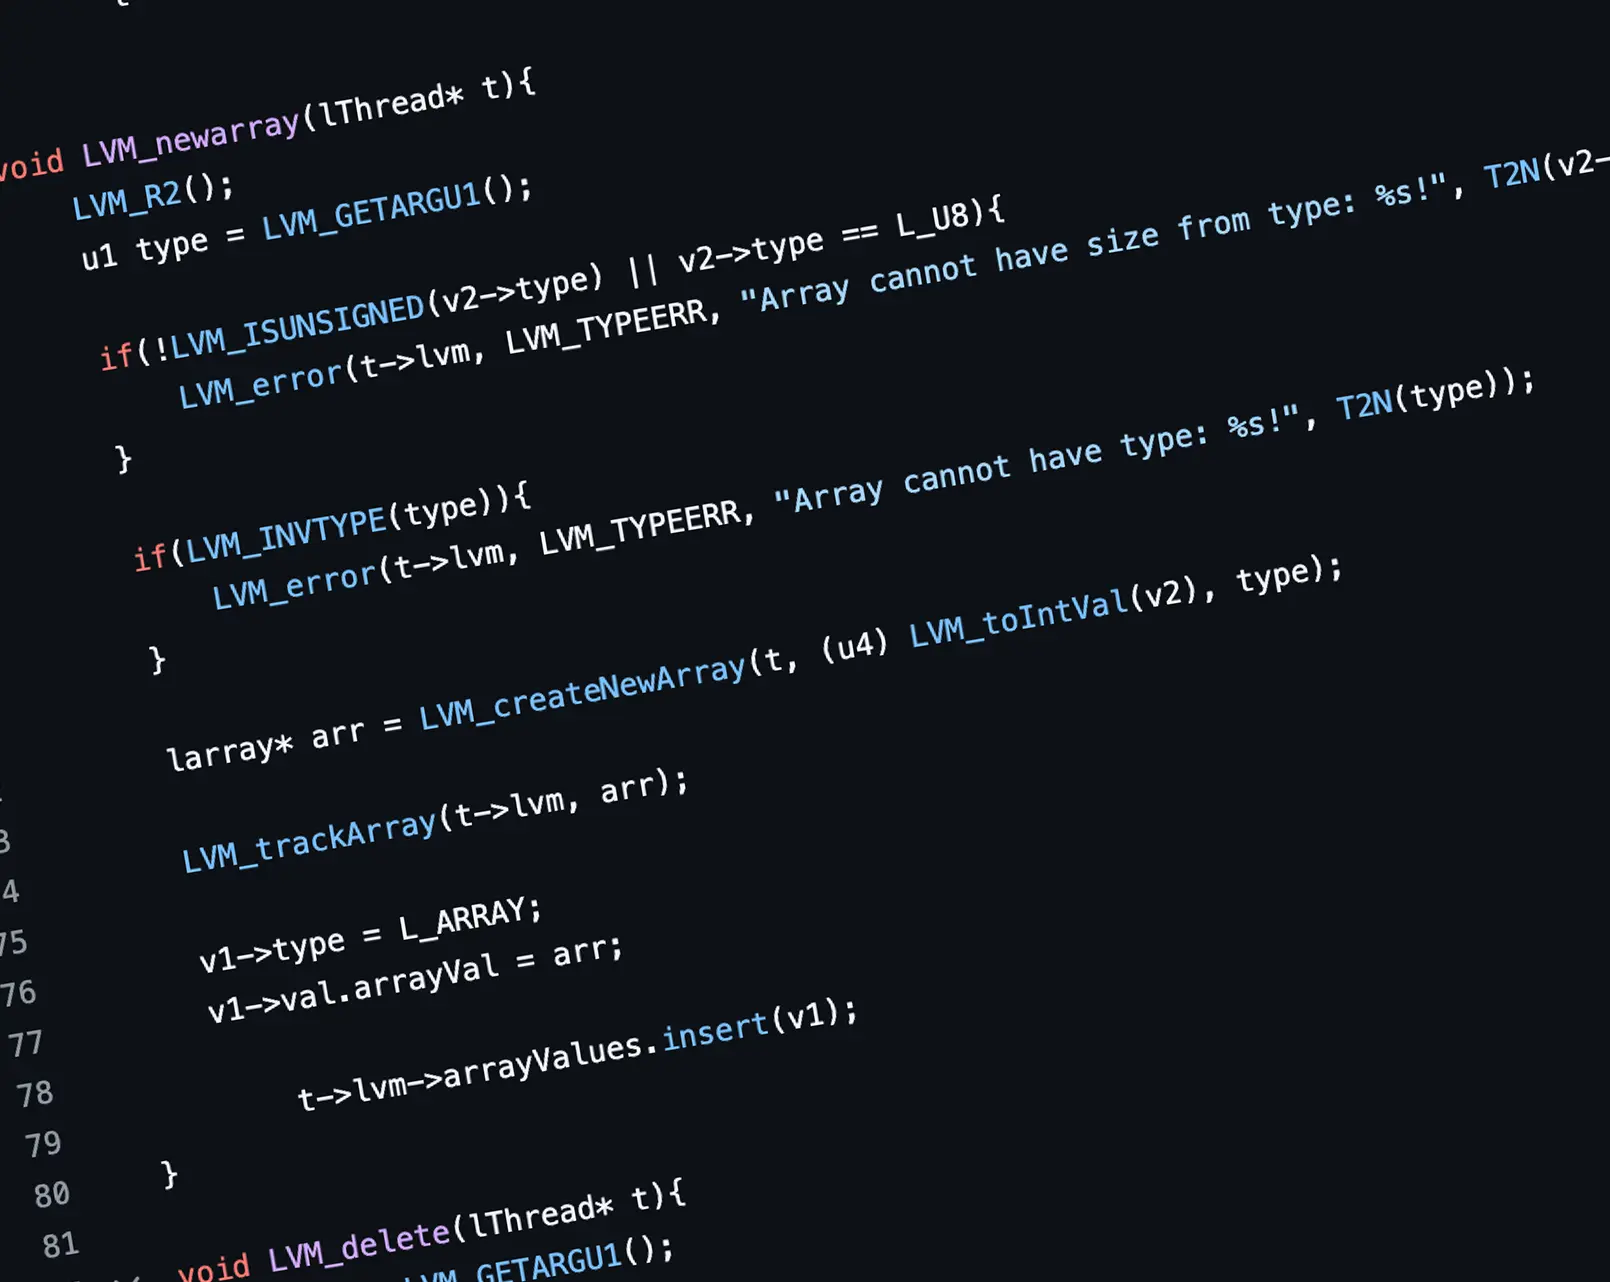 void LVM_newarray(lThread* t){
LVM_R2();
u1 type = LVM_GETARGU1();
if(!LVM_ISUNSIGNED(v2->type) || v2->type == L_U8){
LVM_error(t->lvm, LVM_TYPEERR, "Array cannot have size from type: %s!", T2N(v2-
}
if(LVM_INVTYPE(type)){
LVM_error(t->lvm, LVM_TYPEERR, "Array cannot have type: %s!", T2N(type));
}
larray* arr = LVM_createNewArray(t, (u4) LVM_toIntVal(v2), type);
3
LVM_trackArray(t->lvm, arr);
4
75
v1->type = L_ARRAY;
76
v1->val.arrayVal = arr;
77
78
t->lvm->arrayValues.insert(v1);
79
80
}
81
void LVM_delete(lThread* t){
LVM_GETARGU1();